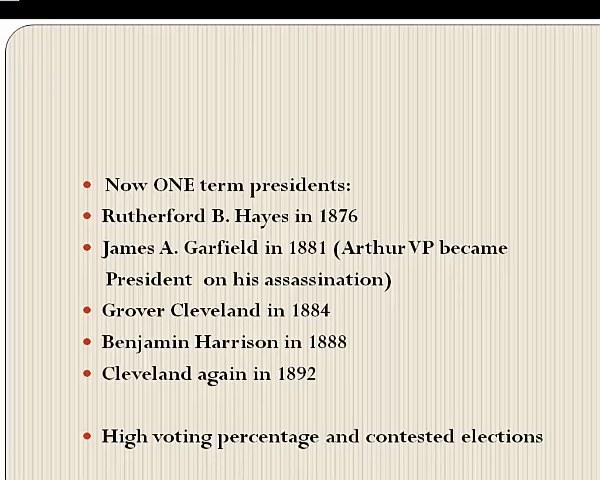 • Now ONE term presidents:
• Rutherford B. Hayes in 1876
• James A. Garfield in 1881 (Arthur VP became
President on his assassination)
• Grover Cleveland in 1884
• Benjamin Harrison in 1888
• Cleveland again in 1892
• High voting percentage and contested elections